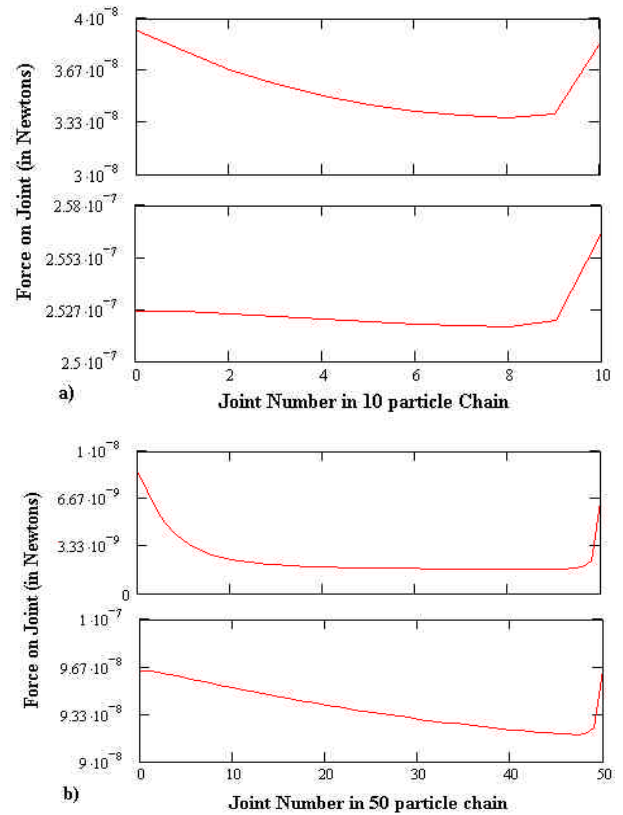 Force on Joint (in Newtons)
4·10⁻⁸
3.67·10⁻⁸
3.33·10⁻⁸
3·10⁻⁸
2.58·10⁻⁷
2.553·10⁻⁷
2.527·10⁻⁷
2.5·10⁻⁷
0 2 4 6 8 10
a)
Joint Number in 10 particle Chain
Force on Joint (in Newtons)
1·10⁻⁸
6.67·10⁻⁹
3.33·10⁻⁹
0
1·10⁻⁷
9.67·10⁻⁸
9.33·10⁻⁸
9·10⁻⁸
0 10 20 30 40 50
b)
Joint Number in 50 particle chain